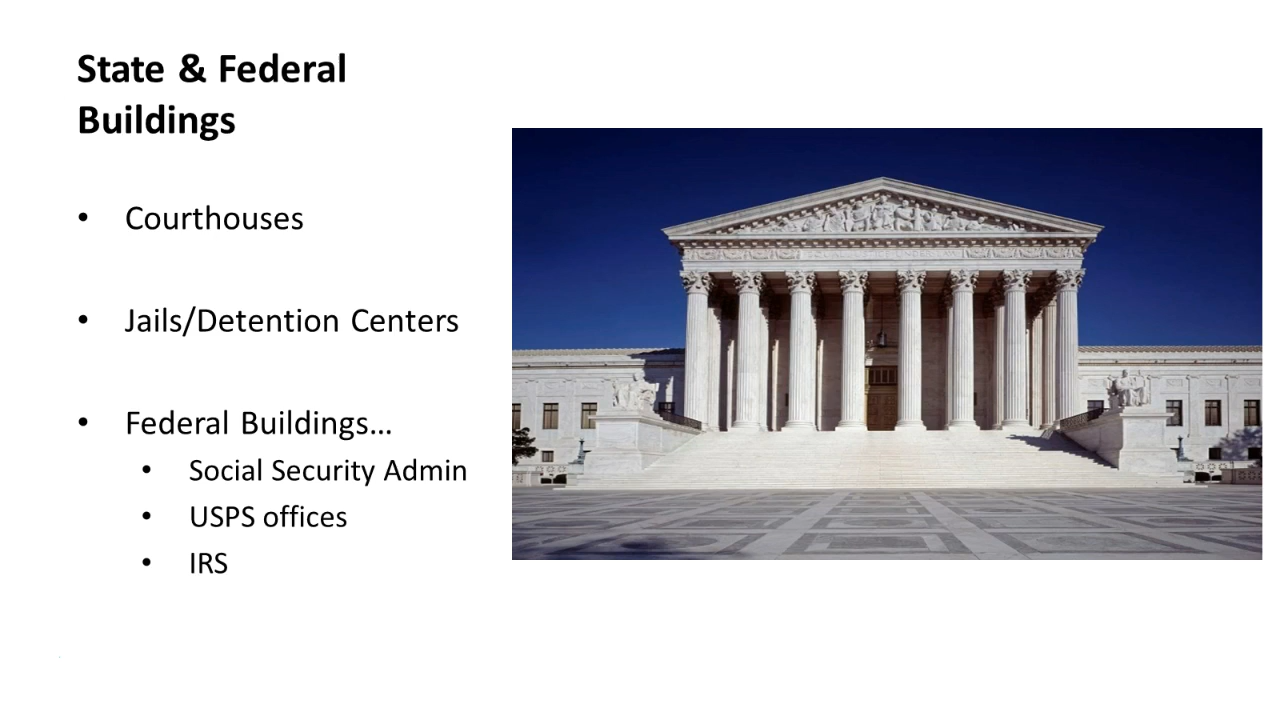 State & Federal
Buildings
• Courthouses
• Jails/Detention Centers
• Federal Buildings…
• Social Security Admin
• USPS offices
• IRS